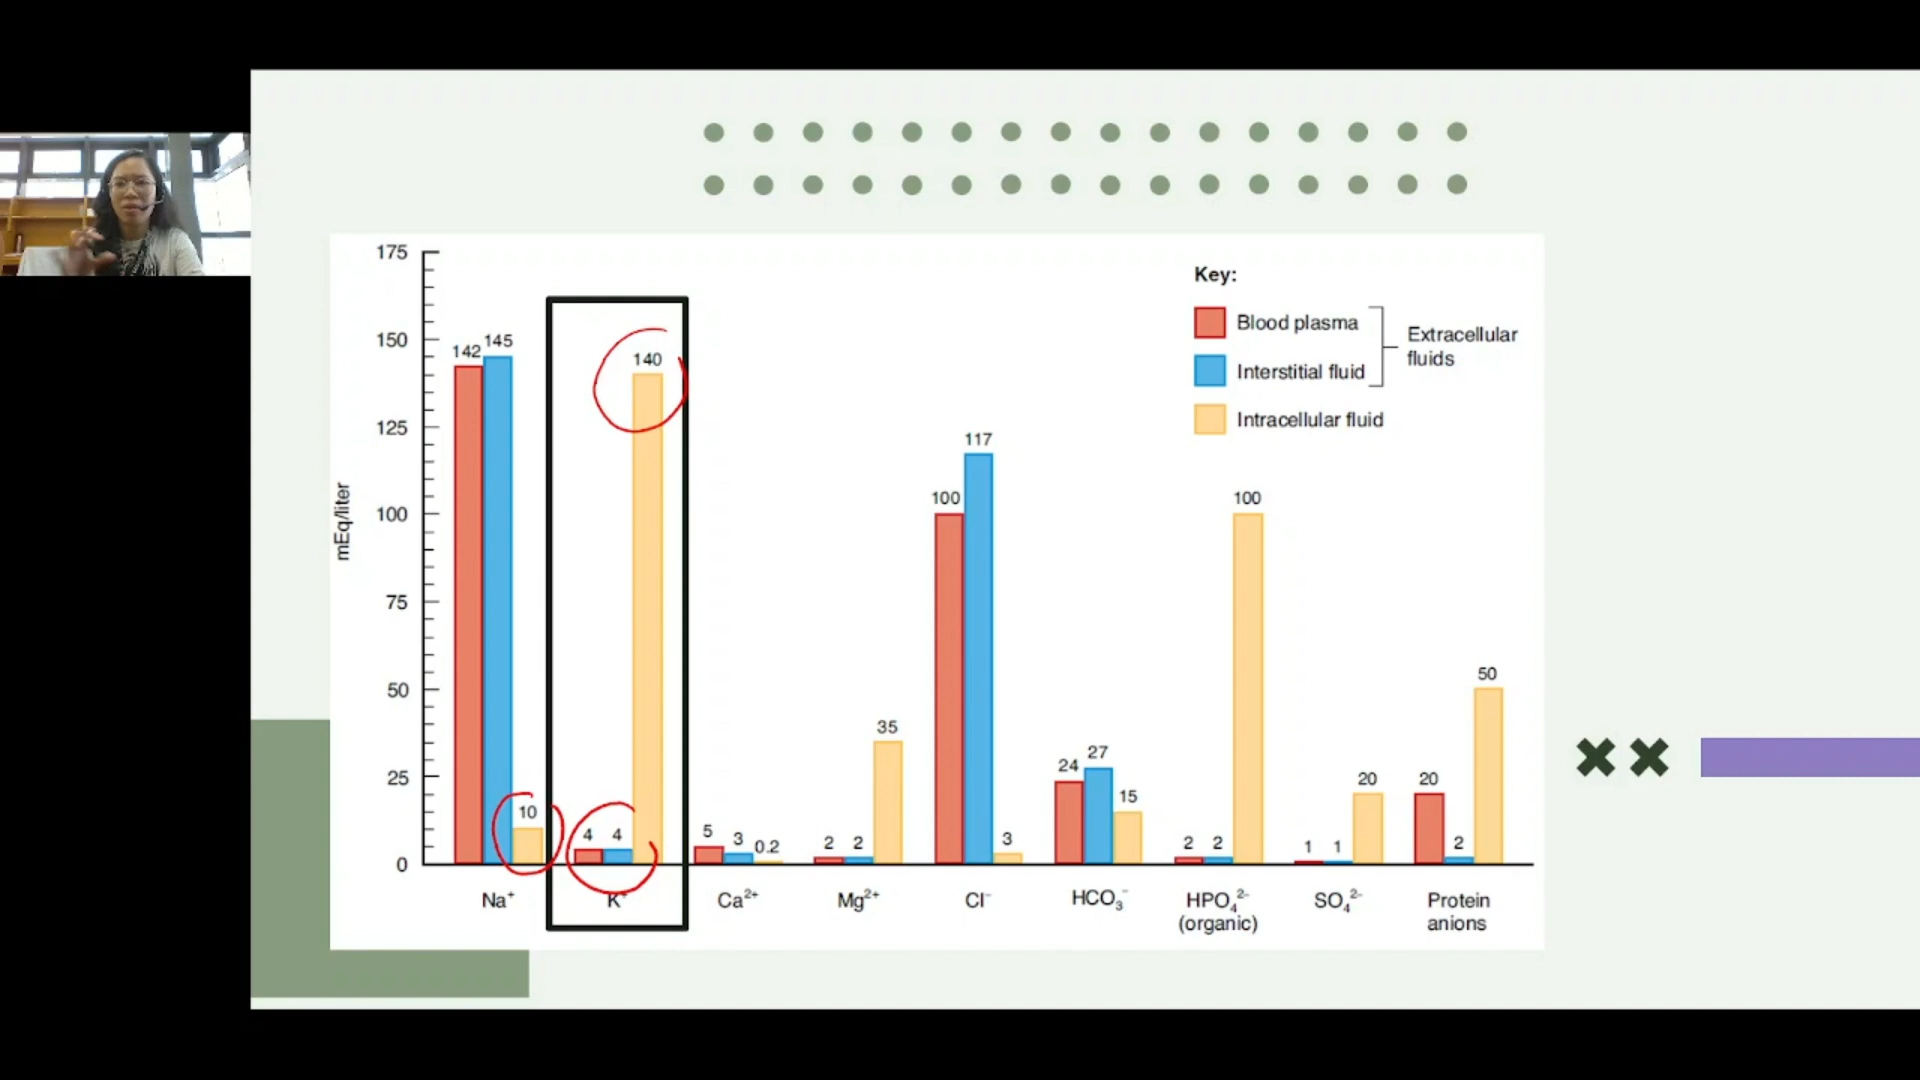 175
150
125
100
75
50
25
0
mEq/liter
Key:
Blood plasma
Interstitial fluid
Extracellular
fluids
Intracellular fluid
142 145 10
4 4 140
5 3 0.2
2 2 35
100 117 3
24 27 15
2 2 100
1 1 20
20 2 50
Na⁺
K⁺
Ca²⁺
Mg²⁺
Cl⁻
HCO₃⁻
HPO₄²⁻
(organic)
SO₄²⁻
Protein
anions